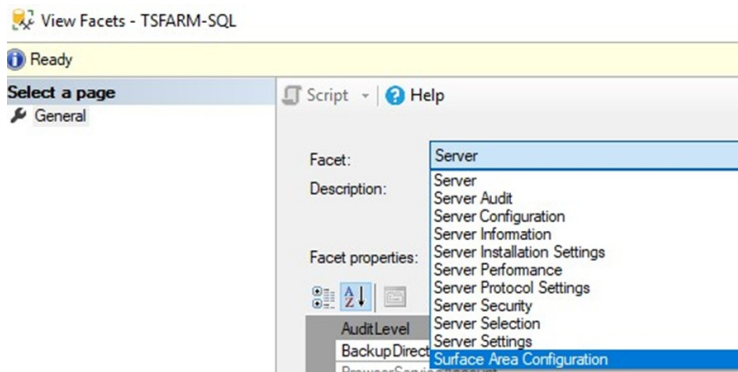 View Facets - TSFARM-SQL
Ready
Select a page
General
Script Help
Facet:
Server
Description:
Server
Server Audit
Server Configuration
Server Information
Server Installation Settings
Facet properties:
Server Performance
Server Protocol Settings
Server Security
Server Selection
Server Settings
Surface Area Configuration
AuditLevel
BackupDirect